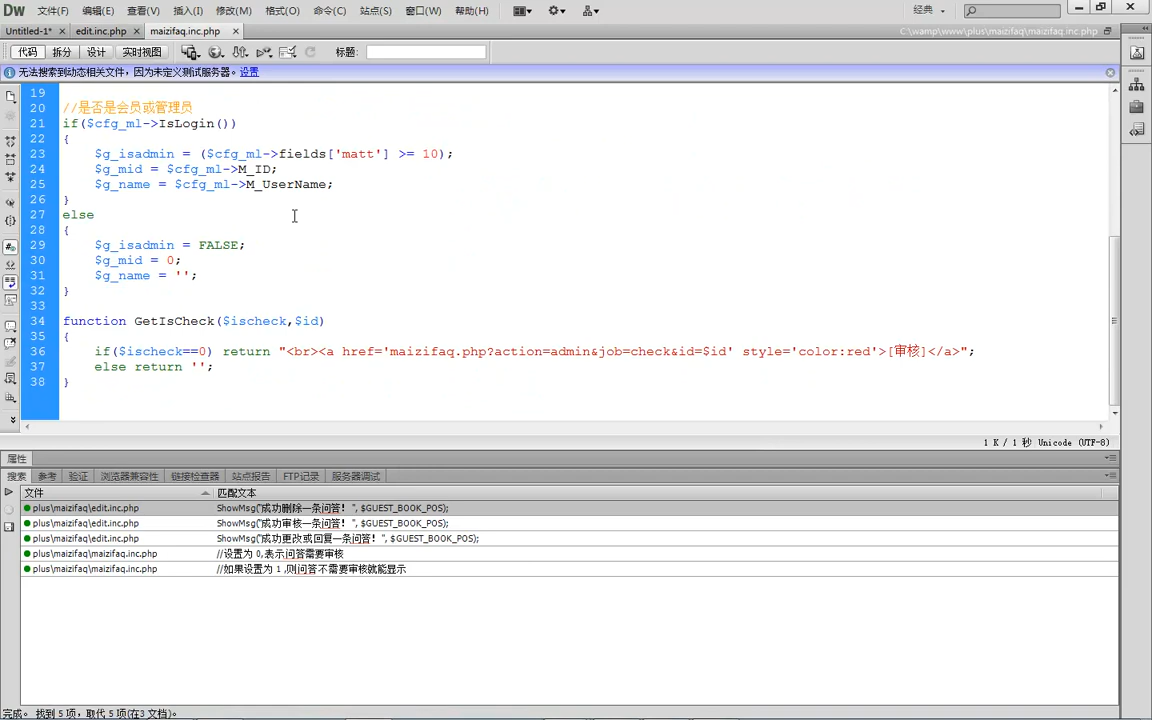 Dw 文件(F) 编辑(E) 查看(V) 插入(I) 修改(M) 格式(O) 命令(C) 站点(S) 窗口(W) 帮助(H) 经典
Untitled-1* × edit.inc.php × maizifaq.inc.php × C:\wamp\www\plus\maizifaq\maizifaq.inc.php
代码 拆分 设计 实时视图 标题:
无法搜索到动态相关文件，因为未定义测试服务器。设置
19
20 //是否是会员或管理员
21 if($cfg_ml->IsLogin())
22 {
23 $g_isadmin = ($cfg_ml->fields['matt'] >= 10);
24 $g_mid = $cfg_ml->M_ID;
25 $g_name = $cfg_ml->M_UserName;
26 }
27 else
28 {
29 $g_isadmin = FALSE;
30 $g_mid = 0;
31 $g_name = '';
32 }
33
34 function GetIsCheck($ischeck,$id)
35 {
36 if($ischeck==0) return "<br><a href='maizifaq.php?action=admin&job=check&id=$id' style='color:red'>[审核]</a>";
37 else return '';
38 }
1 K / 1 秒 Unicode (UTF-8)
属性
搜索 参考 验证 浏览器兼容性 链接检查器 站点报告 FTP记录 服务器调试
文件 匹配文本
plus\maizifaq\edit.inc.php ShowMsg("成功删除一条问答！", $GUEST_BOOK_POS);
plus\maizifaq\edit.inc.php ShowMsg("成功审核一条问答！", $GUEST_BOOK_POS);
plus\maizifaq\edit.inc.php ShowMsg("成功更改或回复一条问答！", $GUEST_BOOK_POS);
plus\maizifaq\maizifaq.inc.php //设置为 0,表示问答需要审核
plus\maizifaq\maizifaq.inc.php //如果设置为 1 ,则问答不需要审核就能显示
完成。 找到 5 项，取代 5 项(在3 文档)。